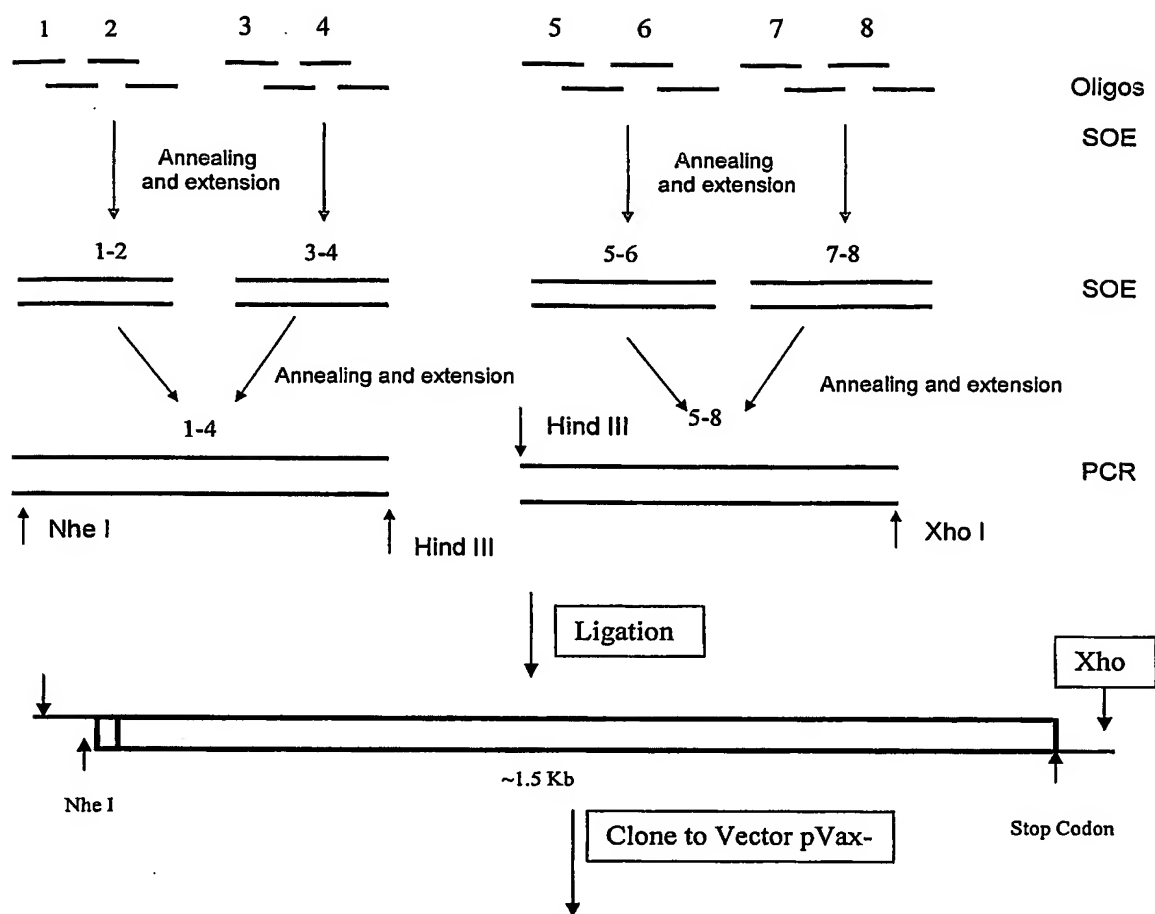 1 2 3 4 5 6 7 8
Oligos
SOE
Annealing
and extension
Annealing
and extension
1-2 3-4 5-6 7-8
SOE
Annealing and extension
Annealing and extension
1-4
Hind III
5-8
PCR
Nhe I
Hind III
Xho I
Ligation
Xho
Nhe I
~1.5 Kb
Stop Codon
Clone to Vector pVax-